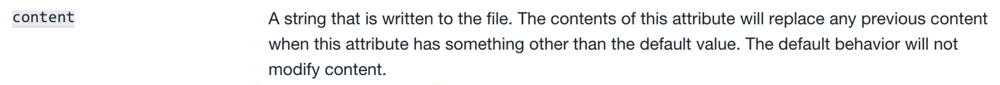 content
A string that is written to the file. The contents of this attribute will replace any previous content
when this attribute has something other than the default value. The default behavior will not
modify content.